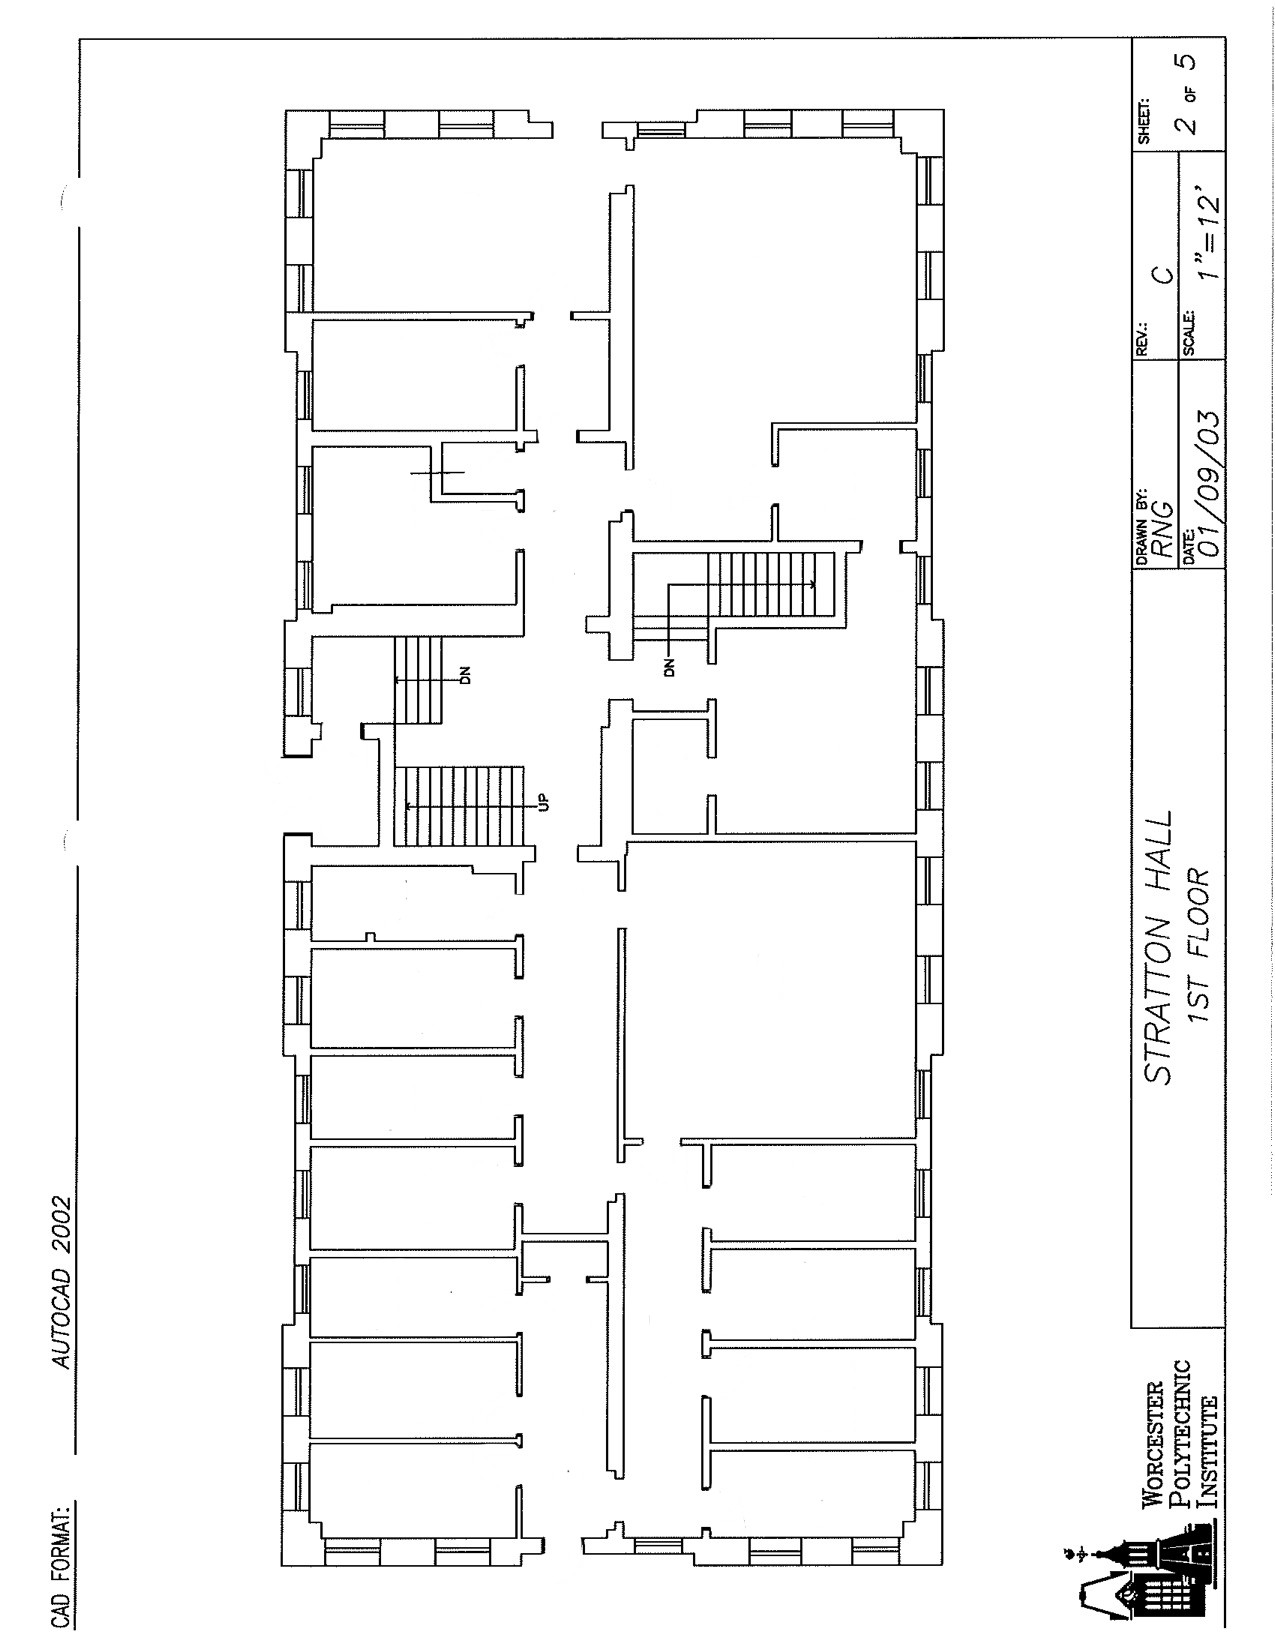 CAD FORMAT: AUTOCAD 2002
DN
UP
DN
WORCESTER
POLYTECHNIC
INSTITUTE
STRATTON HALL
1ST FLOOR
DRAWN BY:
RNG
DATE:
01/09/03
REV.:
C
SCALE:
1"=12'
SHEET:
2 OF 5